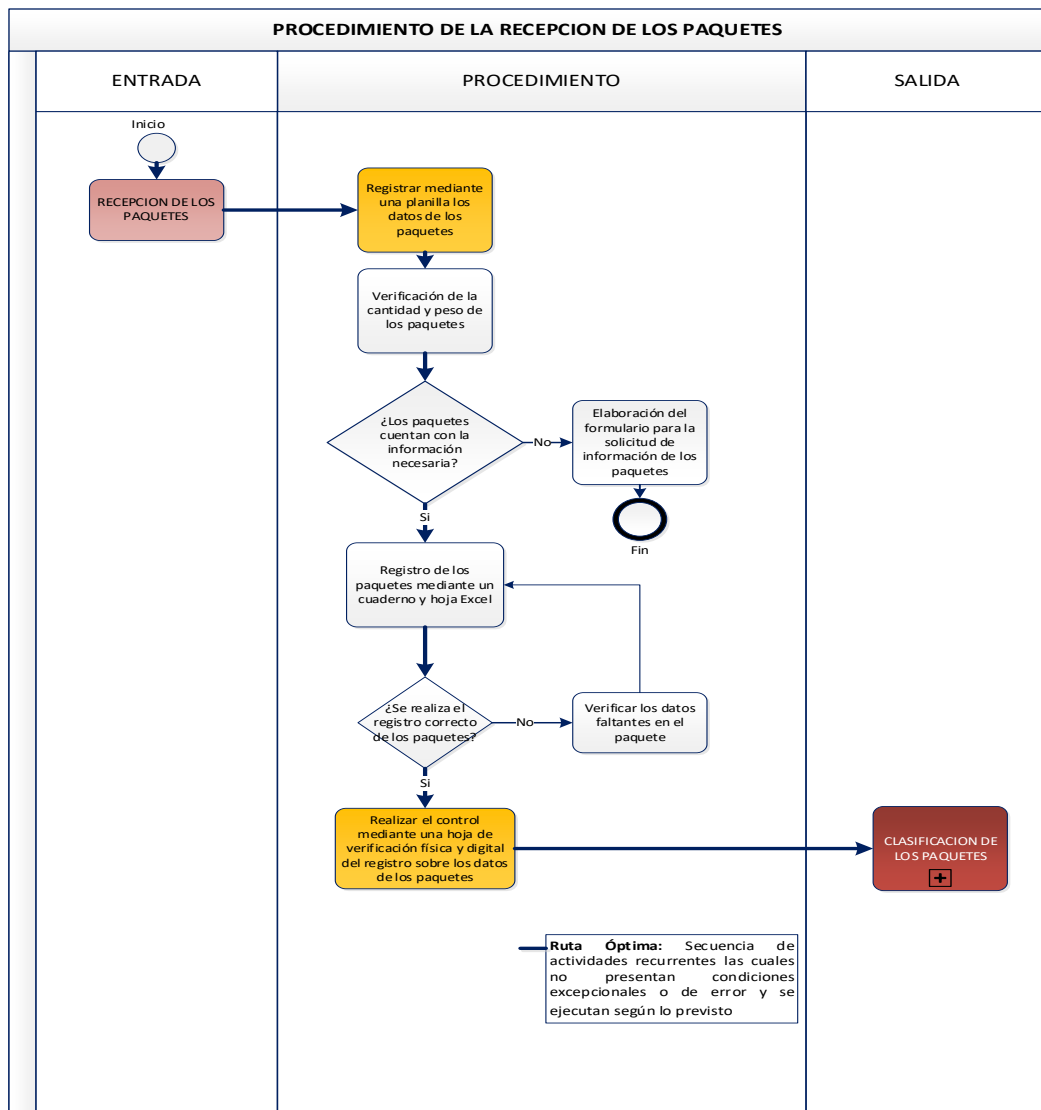 PROCEDIMIENTO DE LA RECEPCION DE LOS PAQUETES
ENTRADA
PROCEDIMIENTO
SALIDA
Inicio
RECEPCION DE LOS
PAQUETES
Registrar mediante
una planilla los
datos de los
paquetes
Verificación de la
cantidad y peso de
los paquetes
¿Los paquetes
cuentan con la
información
necesaria?
No
Elaboración del
formulario para la
solicitud de
información de los
paquetes
Fin
Si
Registro de los
paquetes mediante un
cuaderno y hoja Excel
¿Se realiza el
registro correcto
de los paquetes?
No
Verificar los datos
faltantes en el
paquete
Si
Realizar el control
mediante una hoja de
verificación física y digital
del registro sobre los datos
de los paquetes
CLASIFICACION DE
LOS PAQUETES
Ruta Óptima: Secuencia de
actividades recurrentes las cuales
no presentan condiciones
excepcionales o de error y se
ejecutan según lo previsto